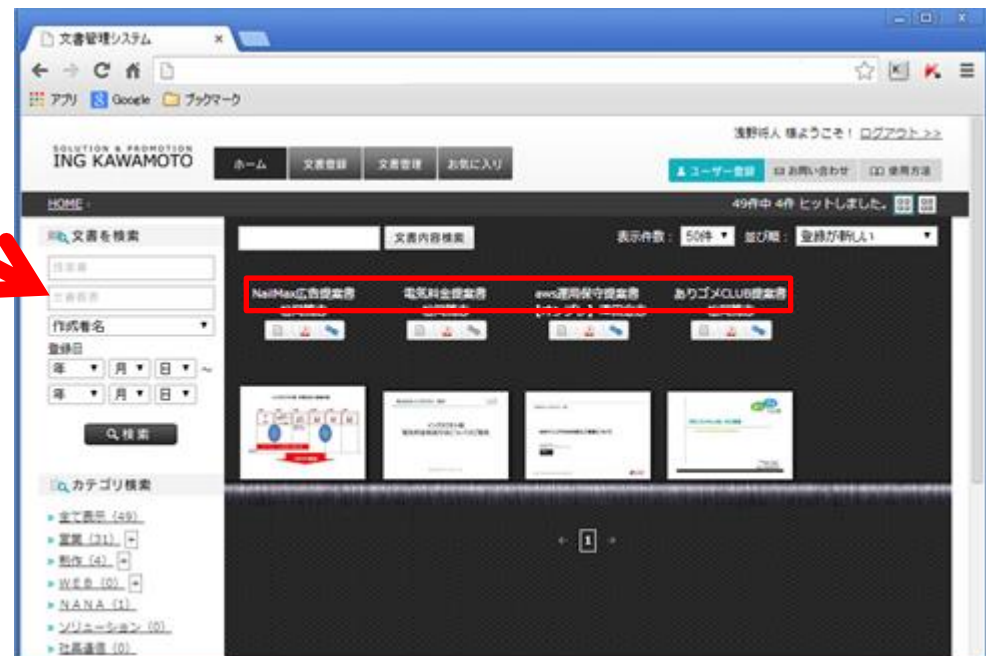 文書管理システム ×
アプリ Google ブックマーク
浅野将人 様ようこそ！ ログアウト >>
SOLUTION & PROMOTION
ING KAWAMOTO
ホーム 文書登録 文書管理 お気に入り
ユーザー登録 お問い合わせ 使用方法
HOME
49件中 4件 ヒットしました。
文書を検索
文書内容検索
表示件数： 50件 並び順： 登録が新しい
作成者名
登録日
年 月 日 ～
年 月 日
検索
NailMax広告提案書 電気料金提案書 aws運用保守提案書 ありゴメCLUB提案書
カテゴリ検索
全て表示 (49)
営業 (31) +
制作 (4) +
WEB (0) +
NANA (1)
ソリューション (0)
社長通信 (0)
← 1 →